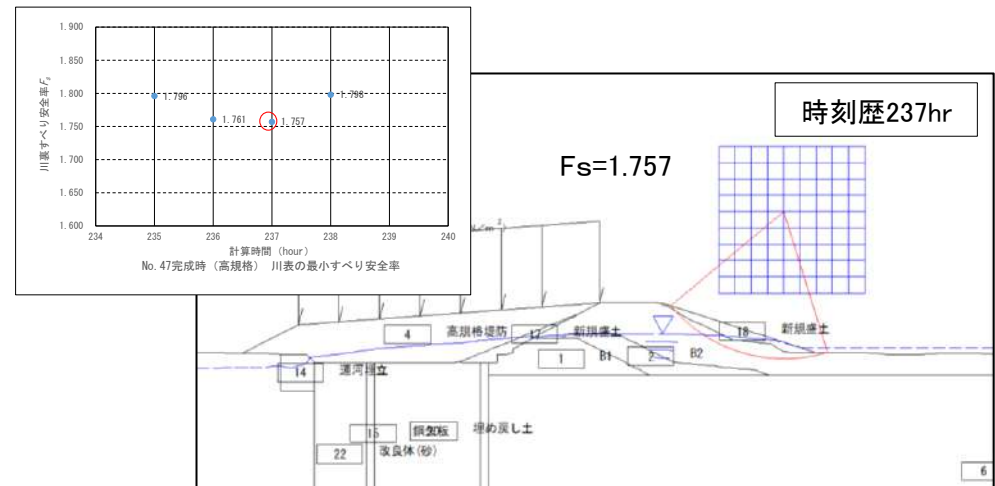 1.900
1.850
1.800
1.750
1.700
1.650
1.600
川裏すべり安全率Fs
1.796
1.761
1.757
1.798
234 235 236 237 238 239 240
計算時間 (hour)
No.47完成時（高規格） 川表の最小すべり安全率
時刻歴237hr
Fs=1.757
/m²)
4 高規格堤防
17 新規盛土
18 新規盛土
1 B1
2 B2
14 運河埋立
15
埋め戻し土
22 改良体(砂)
6